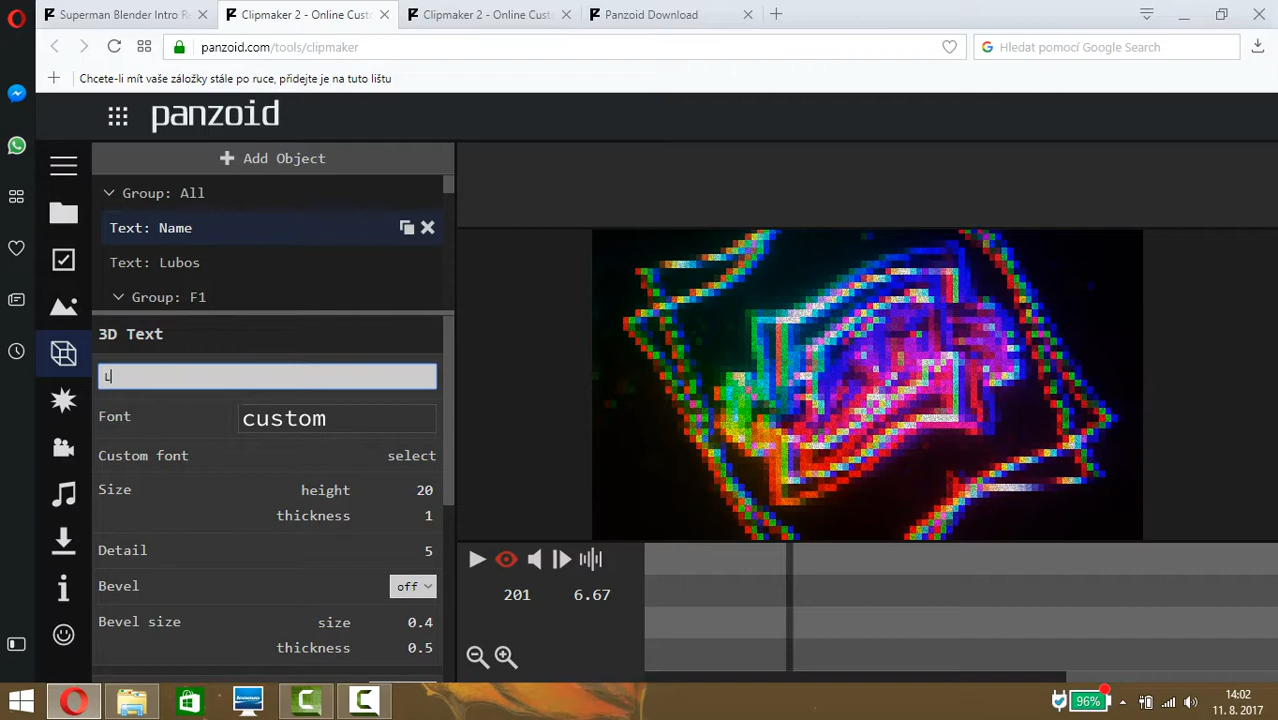 Superman Blender Intro R
Clipmaker 2 - Online Custo
Clipmaker 2 - Online Custo
Panzoid Download
panzoid.com/tools/clipmaker
Hledat pomocí Google Search
Chcete-li mít vaše záložky stále po ruce, přidejte je na tuto lištu
panzoid
Add Object
Group: All
Text: Name
Text: Lubos
Group: F1
3D Text
L
Font custom
Custom font select
Size height 20
thickness 1
Detail 5
Bevel off
Bevel size size 0.4
thickness 0.5
201 6.67
Lenovo
96%
14:02
11. 8. 2017